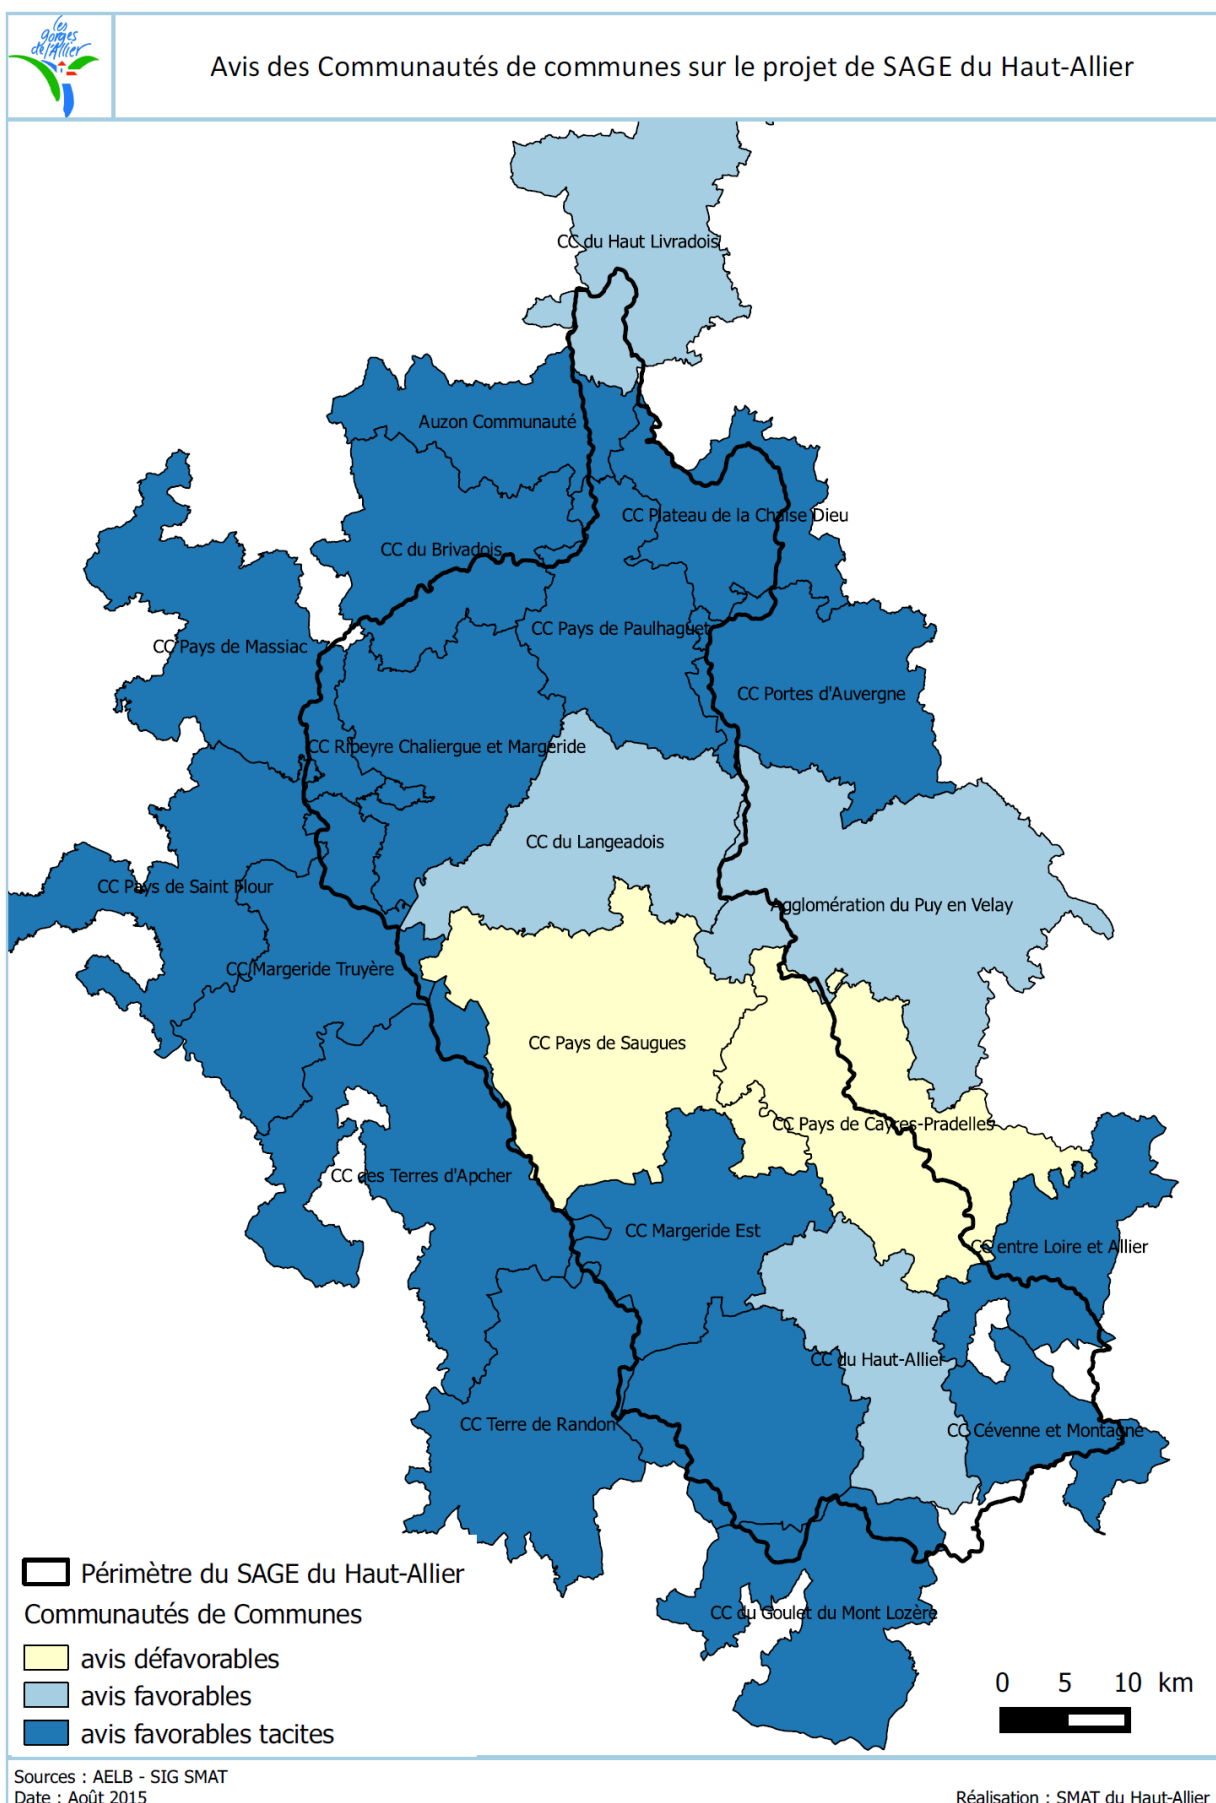 les
gorges
de l'Allier
Avis des Communautés de communes sur le projet de SAGE du Haut-Allier
CC du Haut Livradois
Auzon Communauté
CC Plateau de la Chaise Dieu
CC du Brivadois
CC Pays de Paulhaguet
CC Pays de Massiac
CC Portes d'Auvergne
CC Ribeyre Chaliergue et Margeride
CC du Langeadois
CC Pays de Saint Flour
Agglomération du Puy en Velay
CC Margeride Truyère
CC Pays de Saugues
CC Pays de Cayres-Pradelles
CC des Terres d'Apcher
CC Margeride Est
CC entre Loire et Allier
CC du Haut-Allier
CC Terre de Randon
CC Cévenne et Montagne
CC du Goulet du Mont Lozère
Périmètre du SAGE du Haut-Allier
Communautés de Communes
avis défavorables
avis favorables
avis favorables tacites
0 5 10 km
Sources : AELB - SIG SMAT
Date : Août 2015
Réalisation : SMAT du Haut-Allier